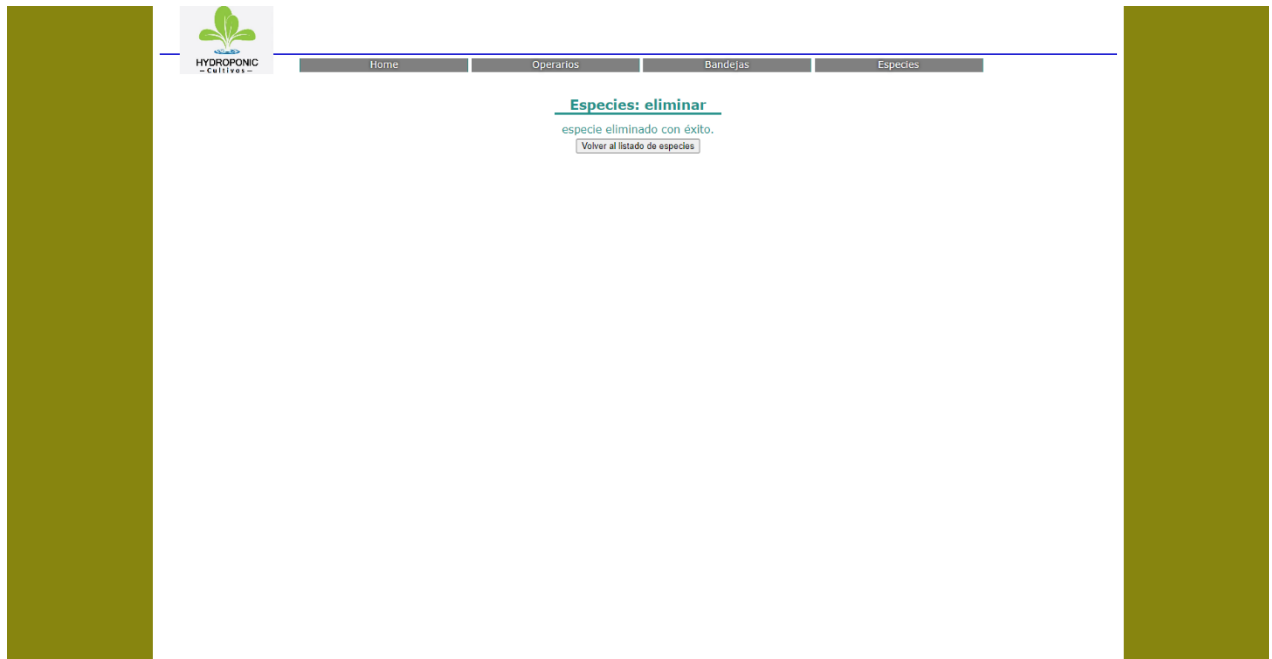 HYDROPONIC
– Cultivos –
Home Operarios Bandejas Especies
Especies: eliminar
especie eliminado con éxito.
Volver al listado de especies